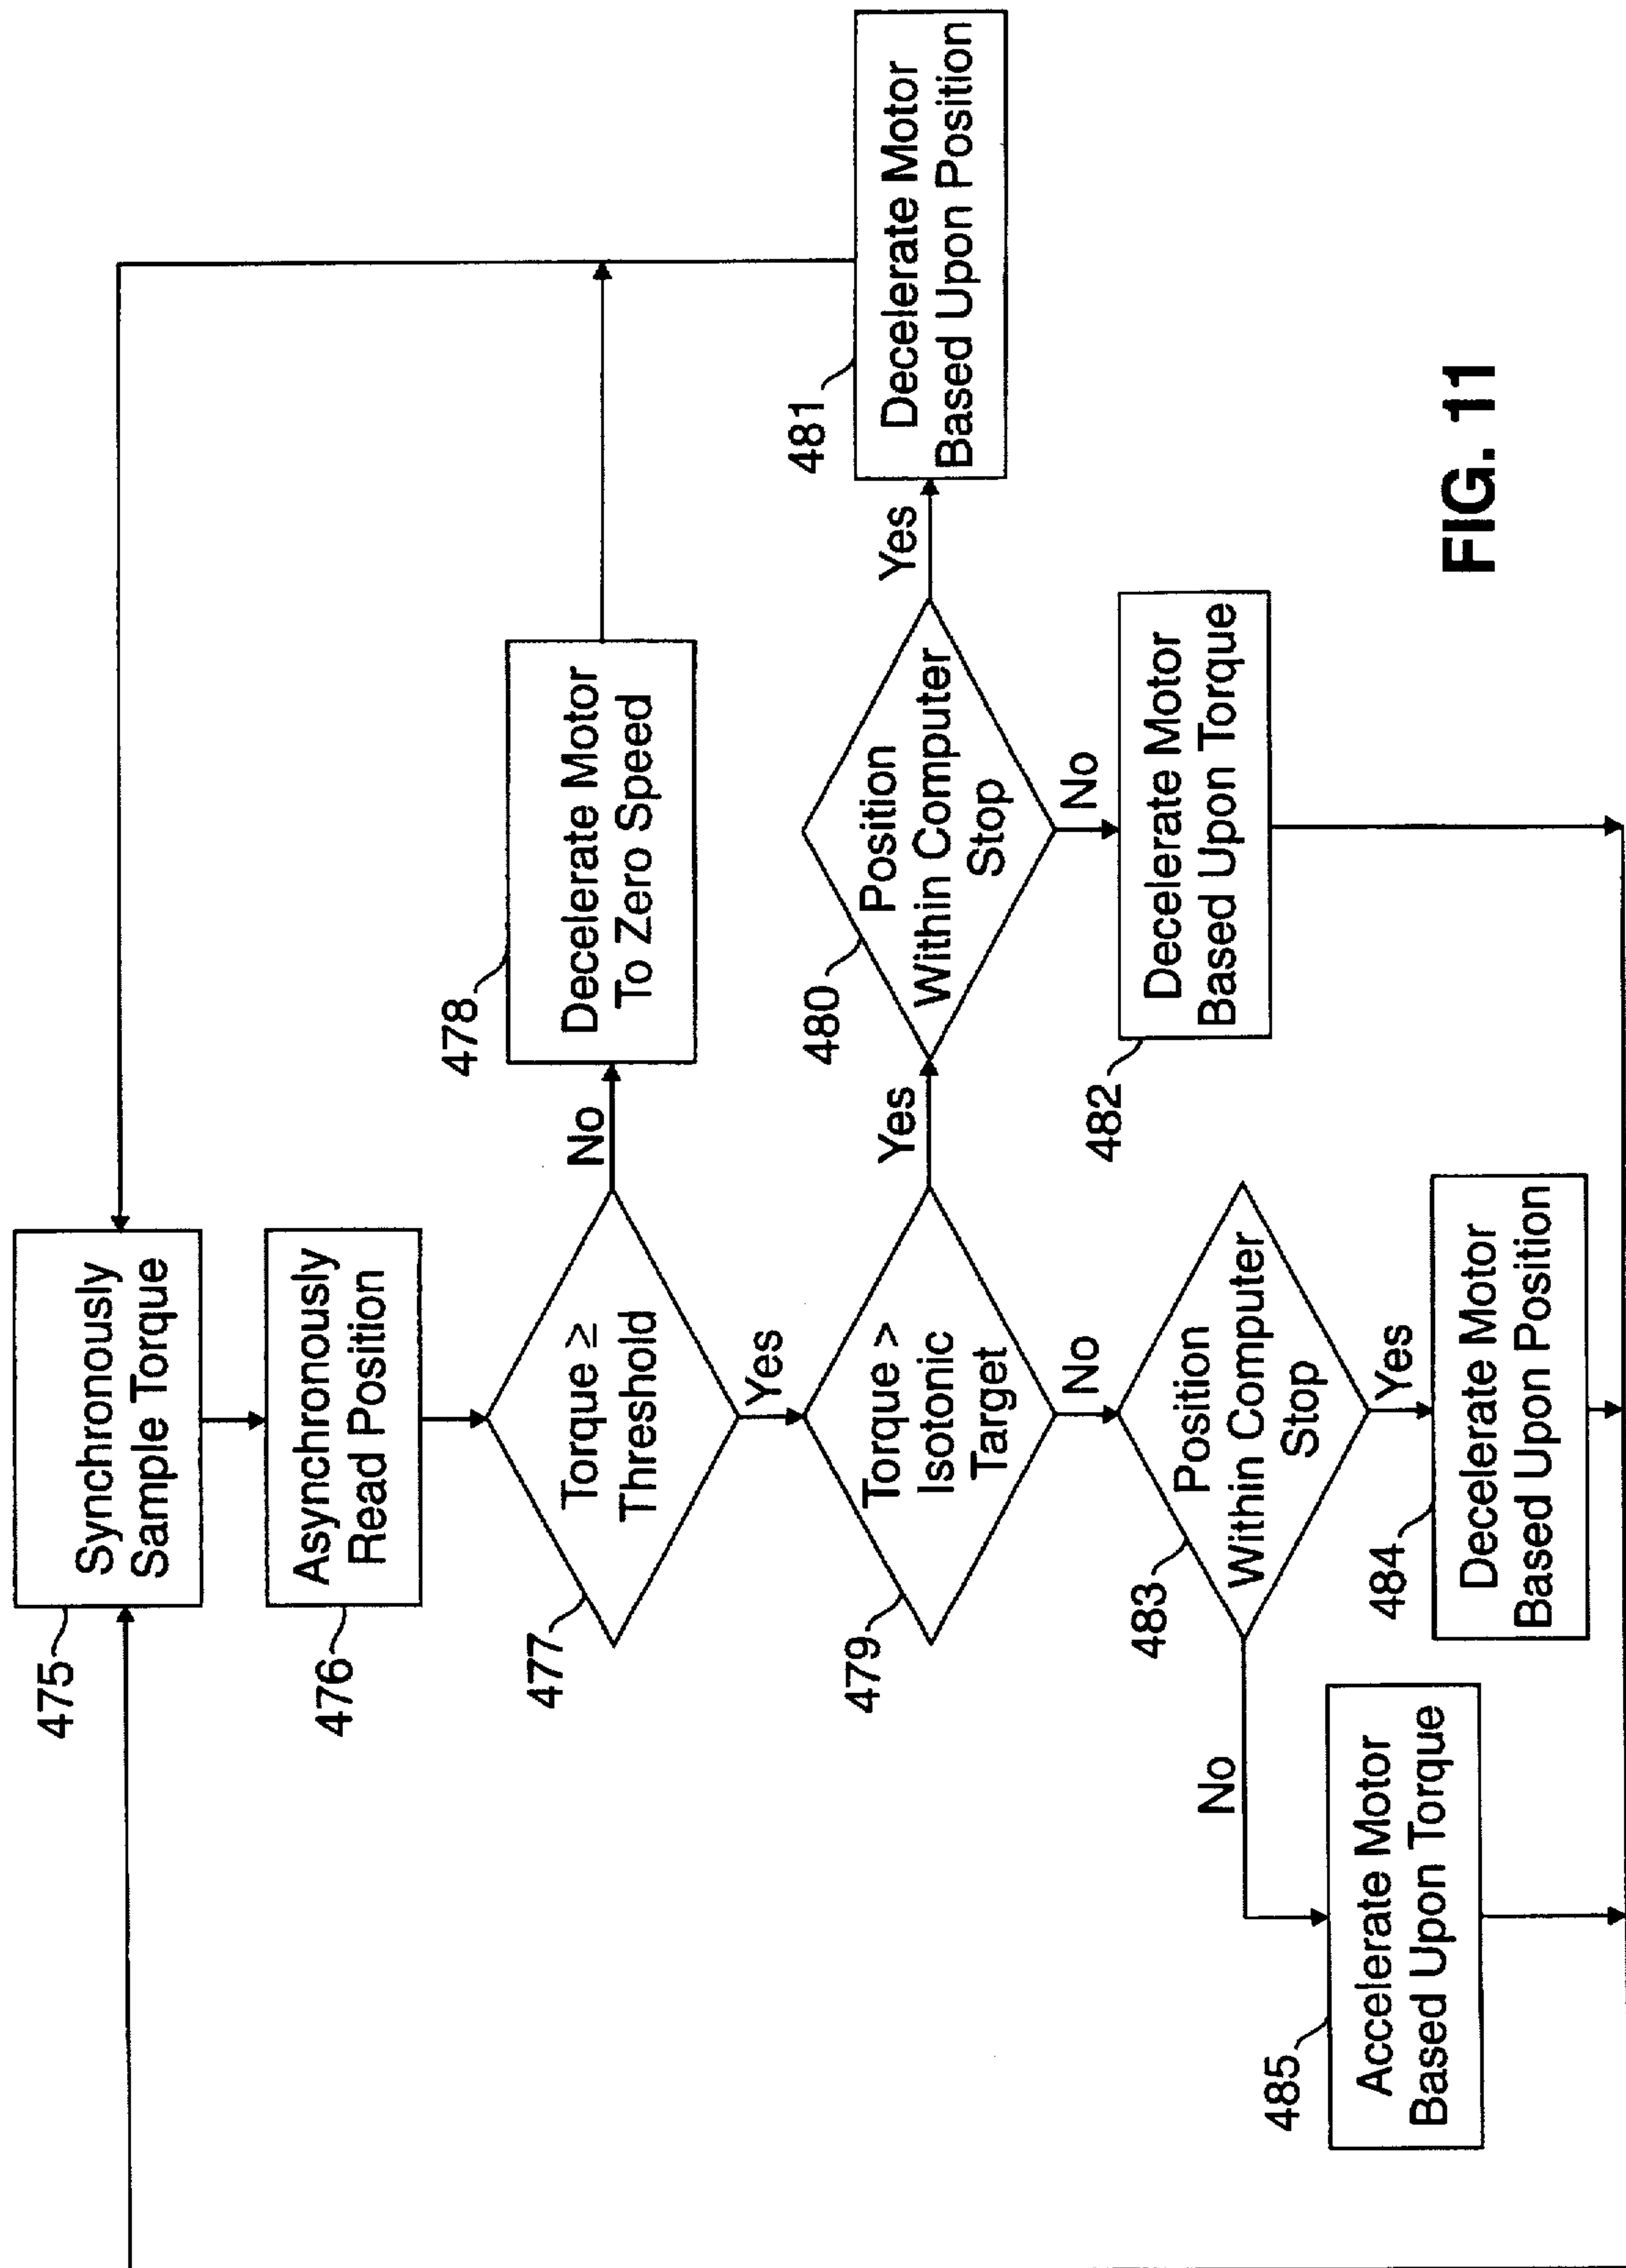 475
Synchronously
Sample Torque
476
Asynchronously
Read Position
477
Torque ≥
Threshold
No
478
Decelerate Motor
To Zero Speed
Yes
479
Torque >
Isotonic
Target
Yes
480
Position
Within Computer
Stop
Yes
481
Decelerate Motor
Based Upon Position
No
482
Decelerate Motor
Based Upon Torque
No
483
Position
Within Computer
Stop
Yes
484
Decelerate Motor
Based Upon Position
No
485
Accelerate Motor
Based Upon Torque
FIG. 11